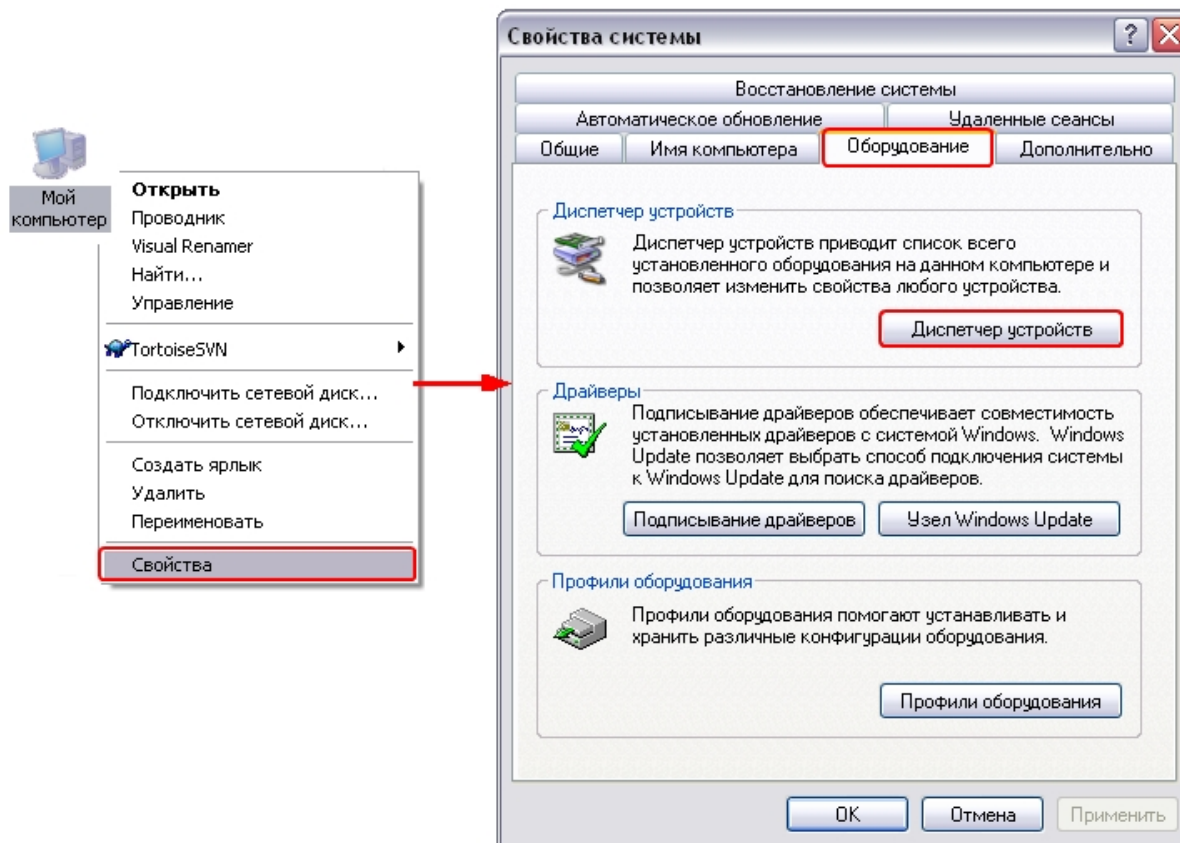 Мой
компьютер
Открыть
Проводник
Visual Renamer
Найти...
Управление
TortoiseSVN
Подключить сетевой диск...
Отключить сетевой диск...
Создать ярлык
Удалить
Переименовать
Свойства
Свойства системы
Восстановление системы
Автоматическое обновление
Удаленные сеансы
Общие
Имя компьютера
Оборудование
Дополнительно
Диспетчер устройств
Диспетчер устройств приводит список всего
установленного оборудования на данном компьютере и
позволяет изменить свойства любого устройства.
Диспетчер устройств
Драйверы
Подписывание драйверов обеспечивает совместимость
установленных драйверов с системой Windows. Windows
Update позволяет выбрать способ подключения системы
к Windows Update для поиска драйверов.
Подписывание драйверов
Узел Windows Update
Профили оборудования
Профили оборудования помогают устанавливать и
хранить различные конфигурации оборудования.
Профили оборудования
OK
Отмена
Применить